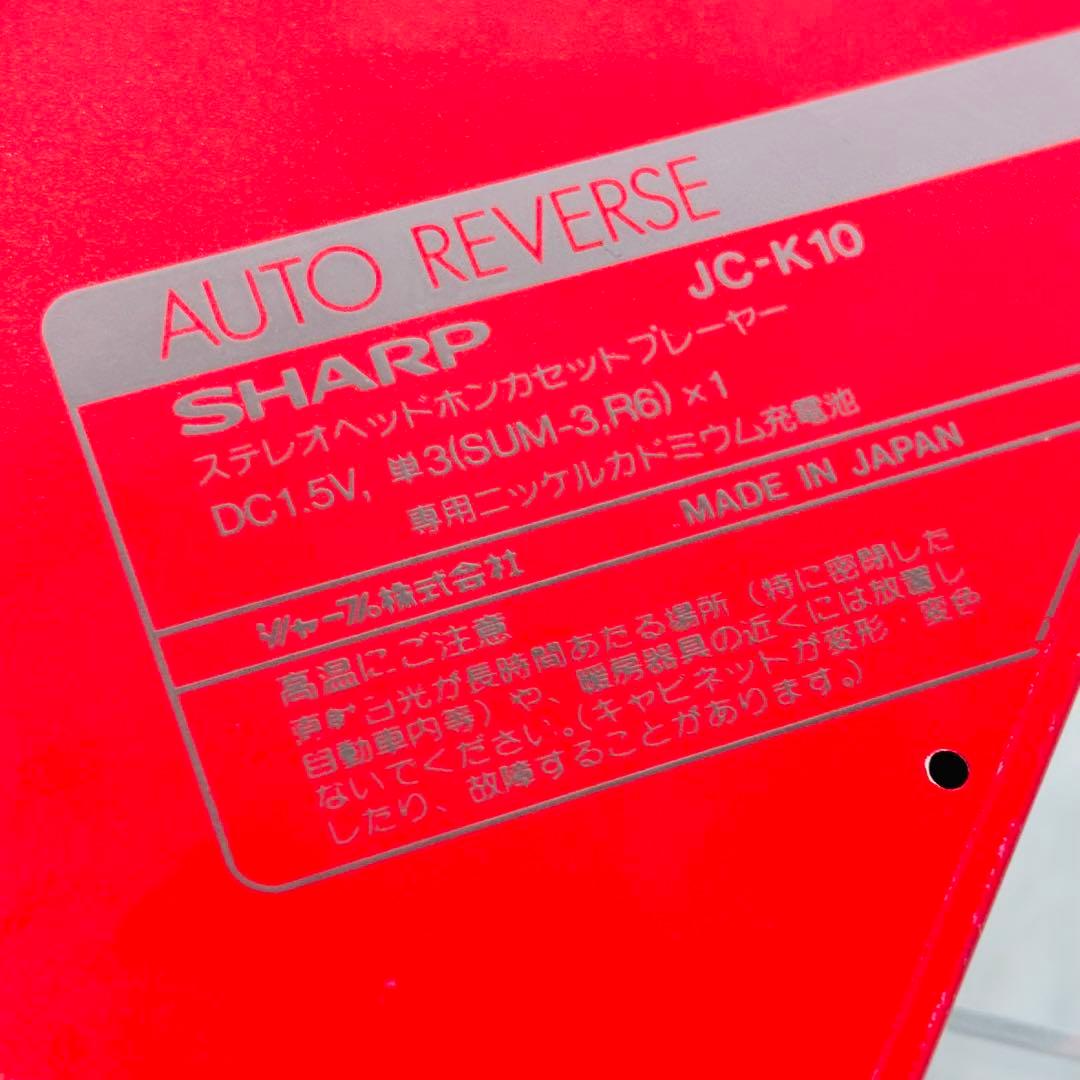 AUTO REVERSE
SHARP JC-K10
ステレオヘッドホンカセットプレーヤー
DC1.5V, 単3(SUM-3,R6)×1
専用ニッケルカドミウム充電池
シャープ株式会社 MADE IN JAPAN
高温にご注意
直射日光が長時間あたる場所(特に密閉した
自動車内等)や、暖房器具の近くには放置し
ないでください。(キャビネットが変形・変色
したり、故障することがあります。)